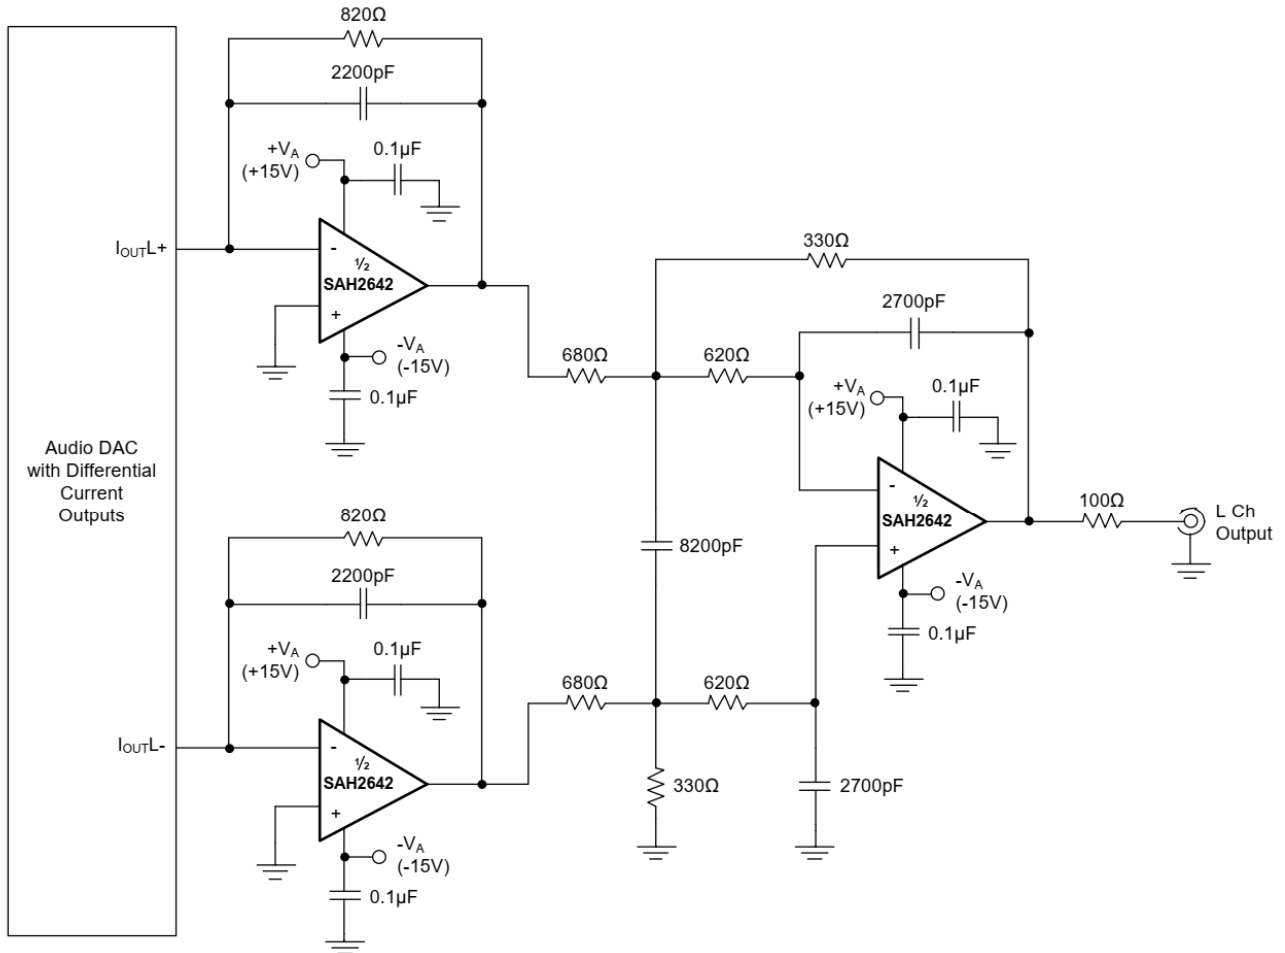 820Ω
2200pF
+VA
(+15V)
0.1µF
IOUTL+
-
½
SAH2642
+
-VA
(-15V)
0.1µF
Audio DAC
with Differential
Current
Outputs
820Ω
2200pF
+VA
(+15V)
0.1µF
IOUTL-
-
½
SAH2642
+
-VA
(-15V)
0.1µF
330Ω
2700pF
680Ω
620Ω
+VA
(+15V)
0.1µF
-
½
SAH2642
+
100Ω
L Ch
Output
8200pF
-VA
(-15V)
0.1µF
680Ω
620Ω
330Ω
2700pF